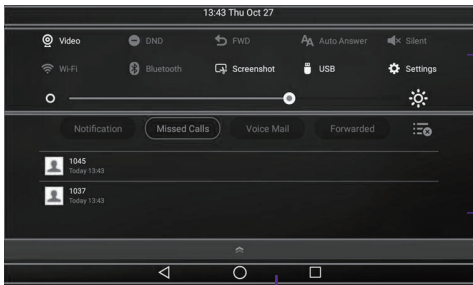 13:43 Thu Oct 27
Video DND FWD AA Auto Answer Silent
Wi-Fi Bluetooth Screenshot USB Settings
Notification Missed Calls Voice Mail Forwarded
1045
Today 13:43
1037
Today 13:43